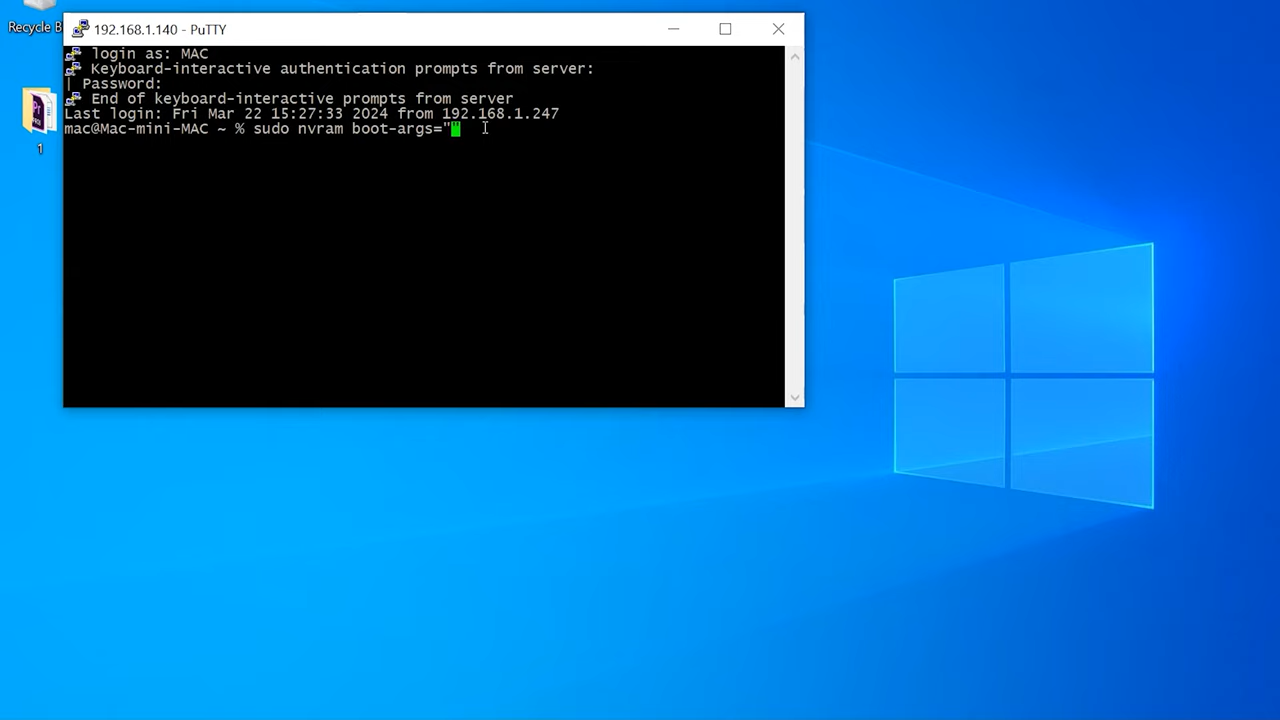 Recycle B
192.168.1.140 - PuTTY
login as: MAC
Keyboard-interactive authentication prompts from server:
| Password:
End of keyboard-interactive prompts from server
Last login: Fri Mar 22 15:27:33 2024 from 192.168.1.247
mac@Mac-mini-MAC ~ % sudo nvram boot-args=""
Pr
1